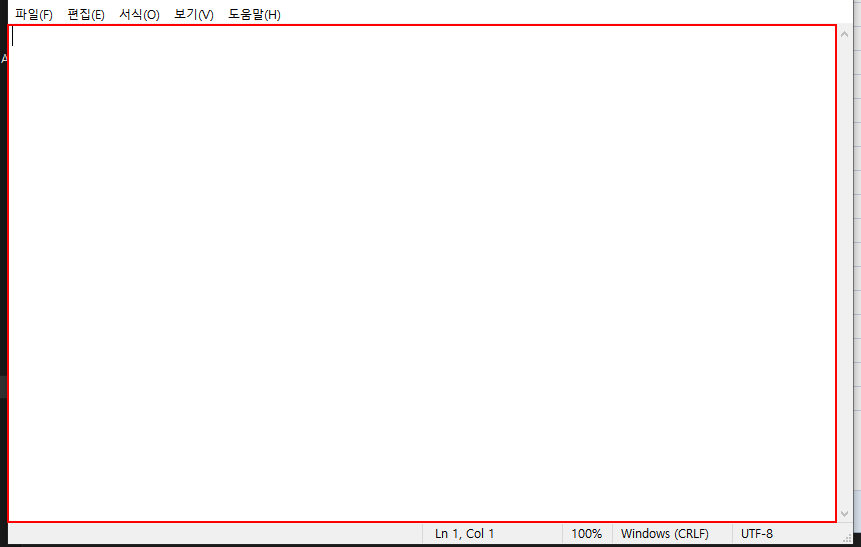 파일(F) 편집(E) 서식(O) 보기(V) 도움말(H)
A
Ln 1, Col 1 100% Windows (CRLF) UTF-8